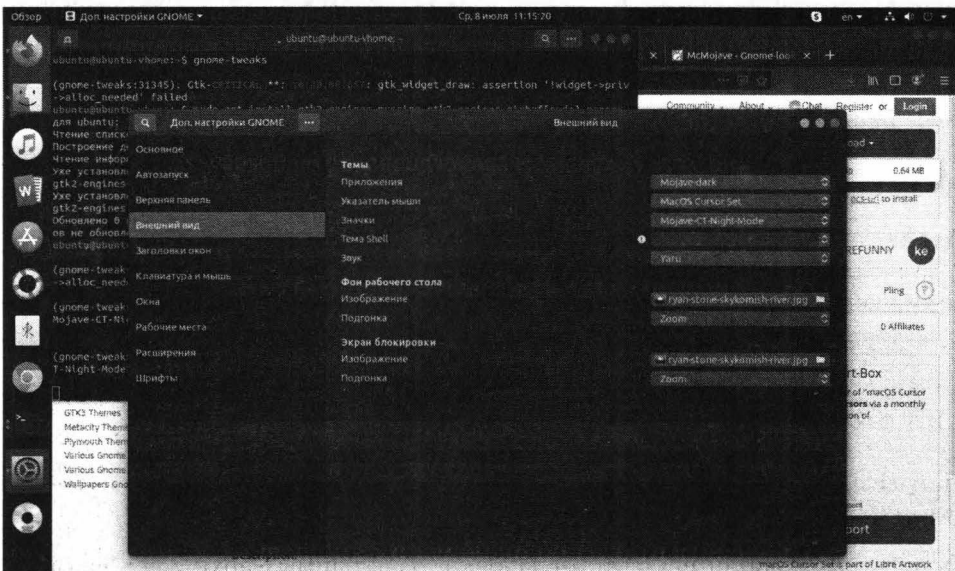 Обзор
Доп. настройки GNOME
Ср, 8 июля 11:15:20
en
ubuntu@ubuntu-vhome: ~
McMojave - Gnome-loo
ubuntu@ubuntu-vhome:~$ gnome-tweaks
(gnome-tweaks:31345): Gtk-CRITICAL **: gtk_widget_draw: assertion '!widget->priv
->alloc_needed' failed
для ubuntu:
Чтение списк
Построение д
Чтение инфор
Уже установл
gtk2-engines
Уже установл
gtk2-engines
Обновлено 0
ов не обновл
(gnome-tweak
->alloc_need
(gnome-tweak
Mojave-CT-Ni
(gnome-tweak
T-Night-Mode
Доп. настройки GNOME
Внешний вид
Основное
Автозапуск
Верхняя панель
Внешний вид
Заголовки окон
Клавиатура и мышь
Окна
Рабочие места
Расширения
Шрифты
Темы
Приложения
Mojave-dark
Указатель мыши
MacOS Cursor Set
Значки
Mojave-CT-Night-Mode
Тема Shell
Звук
Yaru
Фон рабочего стола
Изображение
ryan-stone-skykomish-river.jpg
Подгонка
Zoom
Экран блокировки
Изображение
ryan-stone-skykomish-river.jpg
Подгонка
Zoom
Community
About
Chat
Register or
Login
oad
0.64 MB
ocs-url to install
REFUNNY
ke
Pling
0 Affiliates
rt-Box
of "macOS Cursor
sors via a monthly
on of
port
macOS Cursor Set is part of Libre Artwork
GTK3 Themes
Metacity Theme
Plymouth Them
Various Gnome
Various Gnome
Wallpapers Gno